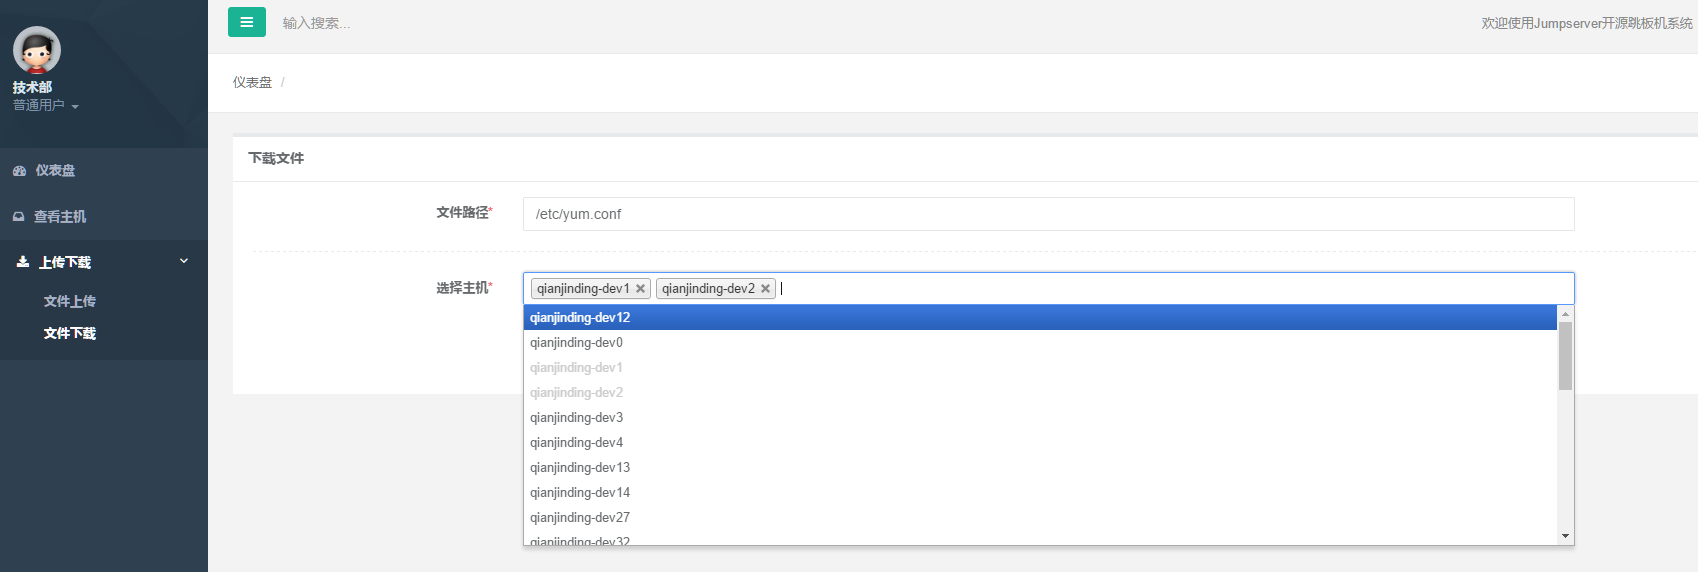 输入搜索...
欢迎使用Jumpserver开源跳板机系统
技术部
普通用户
仪表盘
查看主机
上传下载
文件上传
文件下载
仪表盘 /
下载文件
文件路径*
/etc/yum.conf
选择主机*
qianjinding-dev1 qianjinding-dev2
qianjinding-dev12
qianjinding-dev0
qianjinding-dev1
qianjinding-dev2
qianjinding-dev3
qianjinding-dev4
qianjinding-dev13
qianjinding-dev14
qianjinding-dev27
qianjinding-dev32